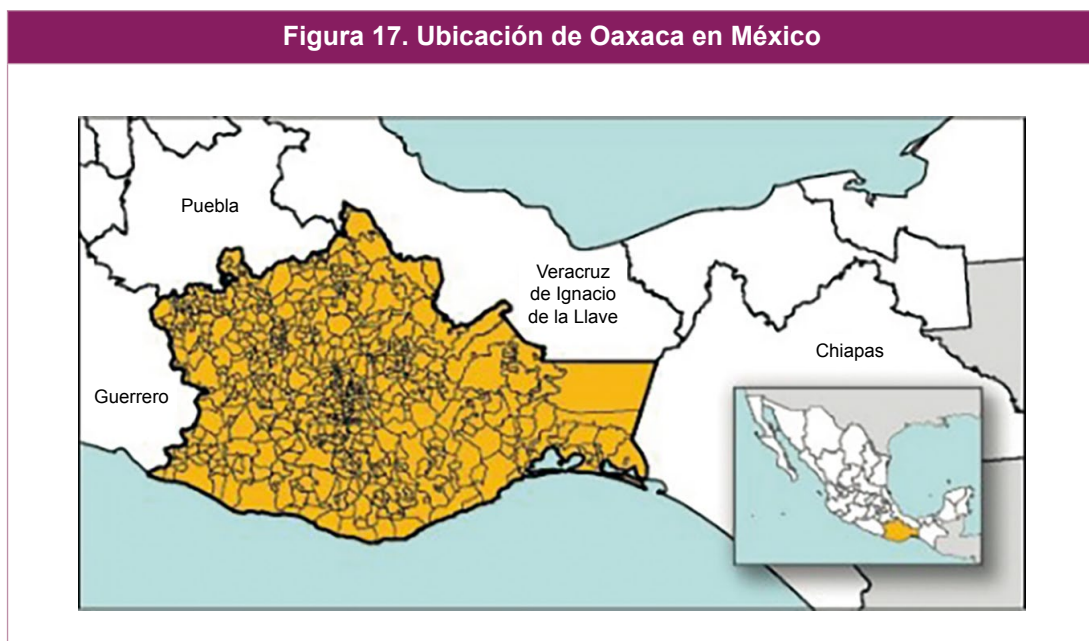 Figura 17. Ubicación de Oaxaca en México
Puebla
Veracruz
de Ignacio
de la Llave
Chiapas
Guerrero